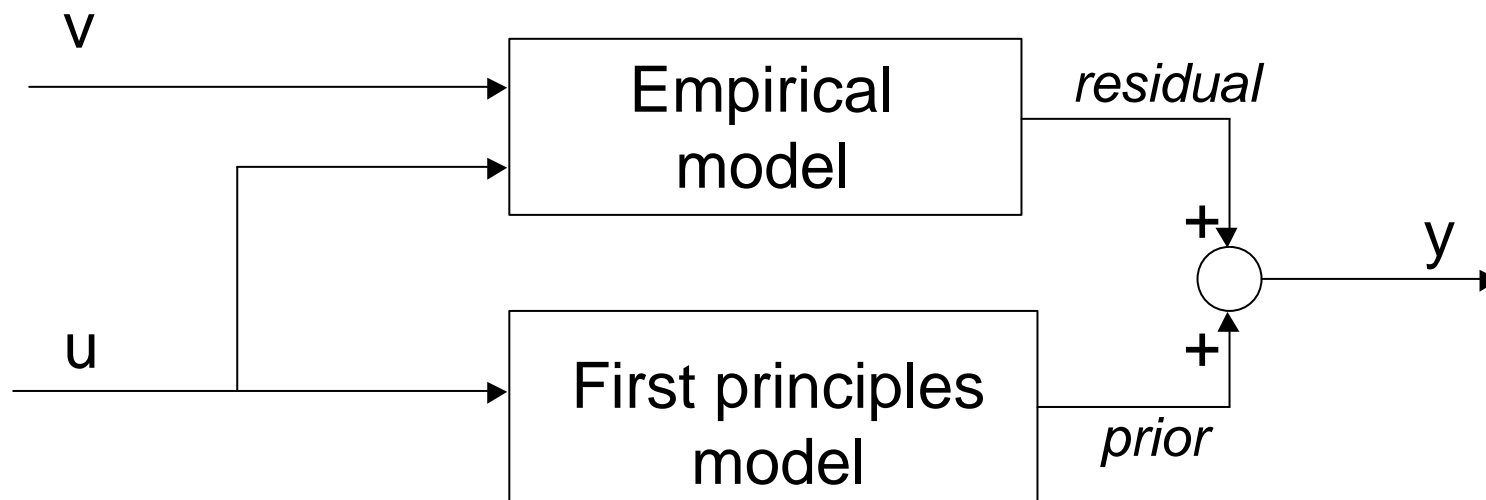 v
Empirical
model
residual
+
y
u
+
First principles
model
prior